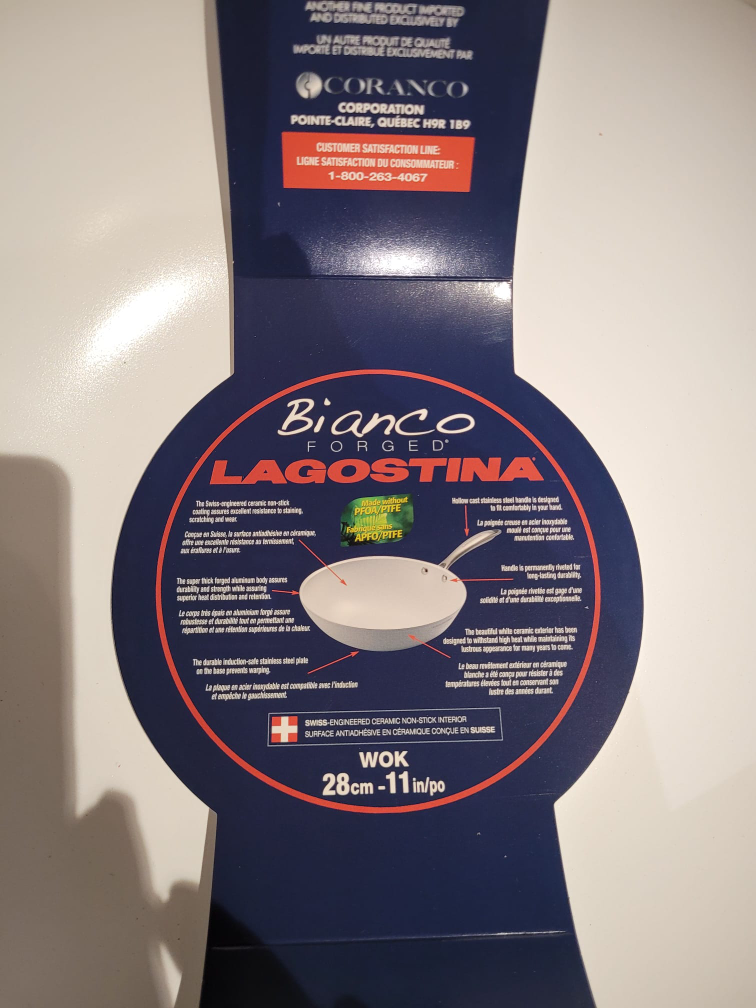 ANOTHER FINE PRODUCT IMPORTED
AND DISTRIBUTED EXCLUSIVELY BY
UN AUTRE PRODUIT DE QUALITÉ
IMPORTÉ ET DISTRIBUÉ EXCLUSIVEMENT PAR
CORANCO
CORPORATION
POINTE-CLAIRE, QUÉBEC H9R 1B9
CUSTOMER SATISFACTION LINE:
LIGNE SATISFACTION DU CONSOMMATEUR :
1-800-263-4067
Bianco
FORGED®
LAGOSTINA®
The Swiss-engineered ceramic non-stick
coating assures excellent resistance to staining,
scratching and wear.
Conçue en Suisse, la surface antiadhésive en céramique,
offre une excellente résistance au ternissement,
aux éraflures et à l'usure.
The super thick forged aluminum body assures
durability and strength while assuring
superior heat distribution and retention.
Le corps très épais en aluminium forgé assure
robustesse et durabilité tout en permettant une
répartition et une rétention supérieures de la chaleur.
The durable induction-safe stainless steel plate
on the base prevents warping.
La plaque en acier inoxydable est compatible avec l'induction
et empêche le gauchissement.
Made without
PFOA/PTFE
Fabriqué sans
APFO/PTFE
Hollow cast stainless steel handle is designed
to fit comfortably in your hand.
La poignée creuse en acier inoxydable
moulé est conçue pour une
manutention confortable.
Handle is permanently riveted for
long-lasting durability.
La poignée rivetée est gage d'une
solidité et d'une durabilité exceptionnelle.
The beautiful white ceramic exterior has been
designed to withstand high heat while maintaining its
lustrous appearance for many years to come.
Le beau revêtement extérieur en céramique
blanche a été conçu pour résister à des
températures élevées tout en conservant son
lustre des années durant.
SWISS-ENGINEERED CERAMIC NON-STICK INTERIOR
SURFACE ANTIADHÉSIVE EN CÉRAMIQUE CONÇUE EN SUISSE
WOK
28cm -11in/po